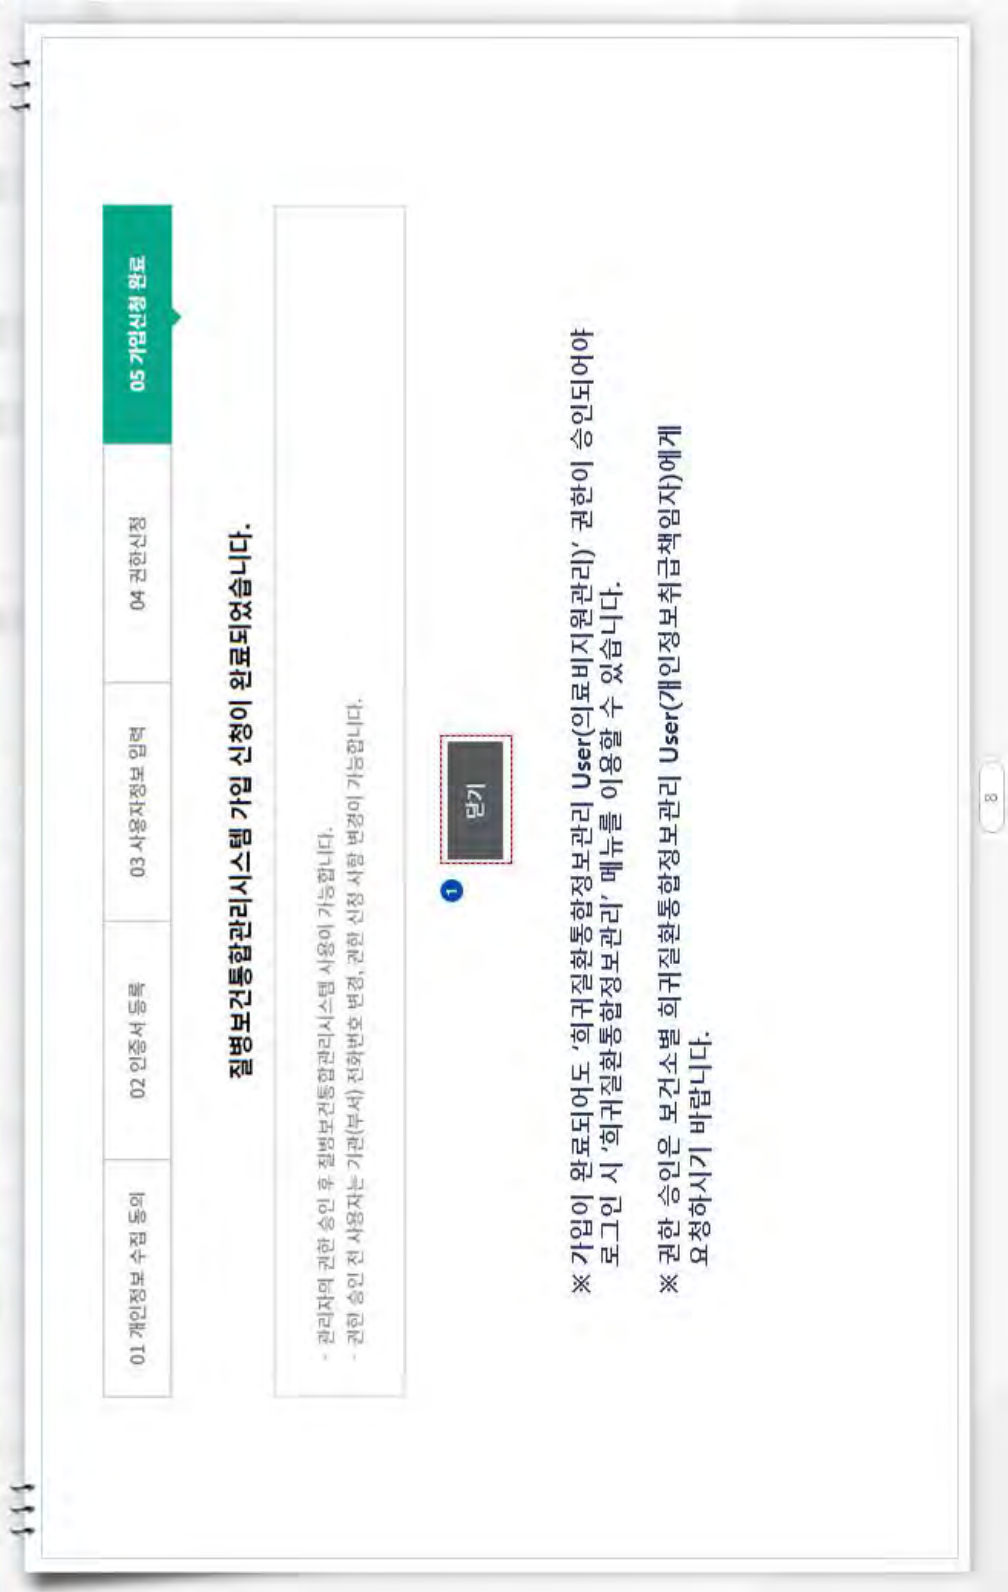 01 개인정보 수집 동의
02 인증서 등록
03 사용자정보 입력
04 권한신청
05 가입신청 완료
질병보건통합관리시스템 가입 신청이 완료되었습니다.
- 관리자의 권한 승인 후 질병보건통합관리시스템 사용이 가능합니다.
- 권한 승인 전 사용자는 기관(부서) 전화번호 변경, 권한 신청 사항 변경이 가능합니다.
1
닫기
※ 가입이 완료되어도 '희귀질환통합정보관리 User(의료비지원관리)' 권한이 승인되어야
로그인 시 '희귀질환통합정보관리' 메뉴를 이용할 수 있습니다.
※ 권한 승인은 보건소별 희귀질환통합정보관리 User(개인정보취급책임자)에게
요청하시기 바랍니다.
8